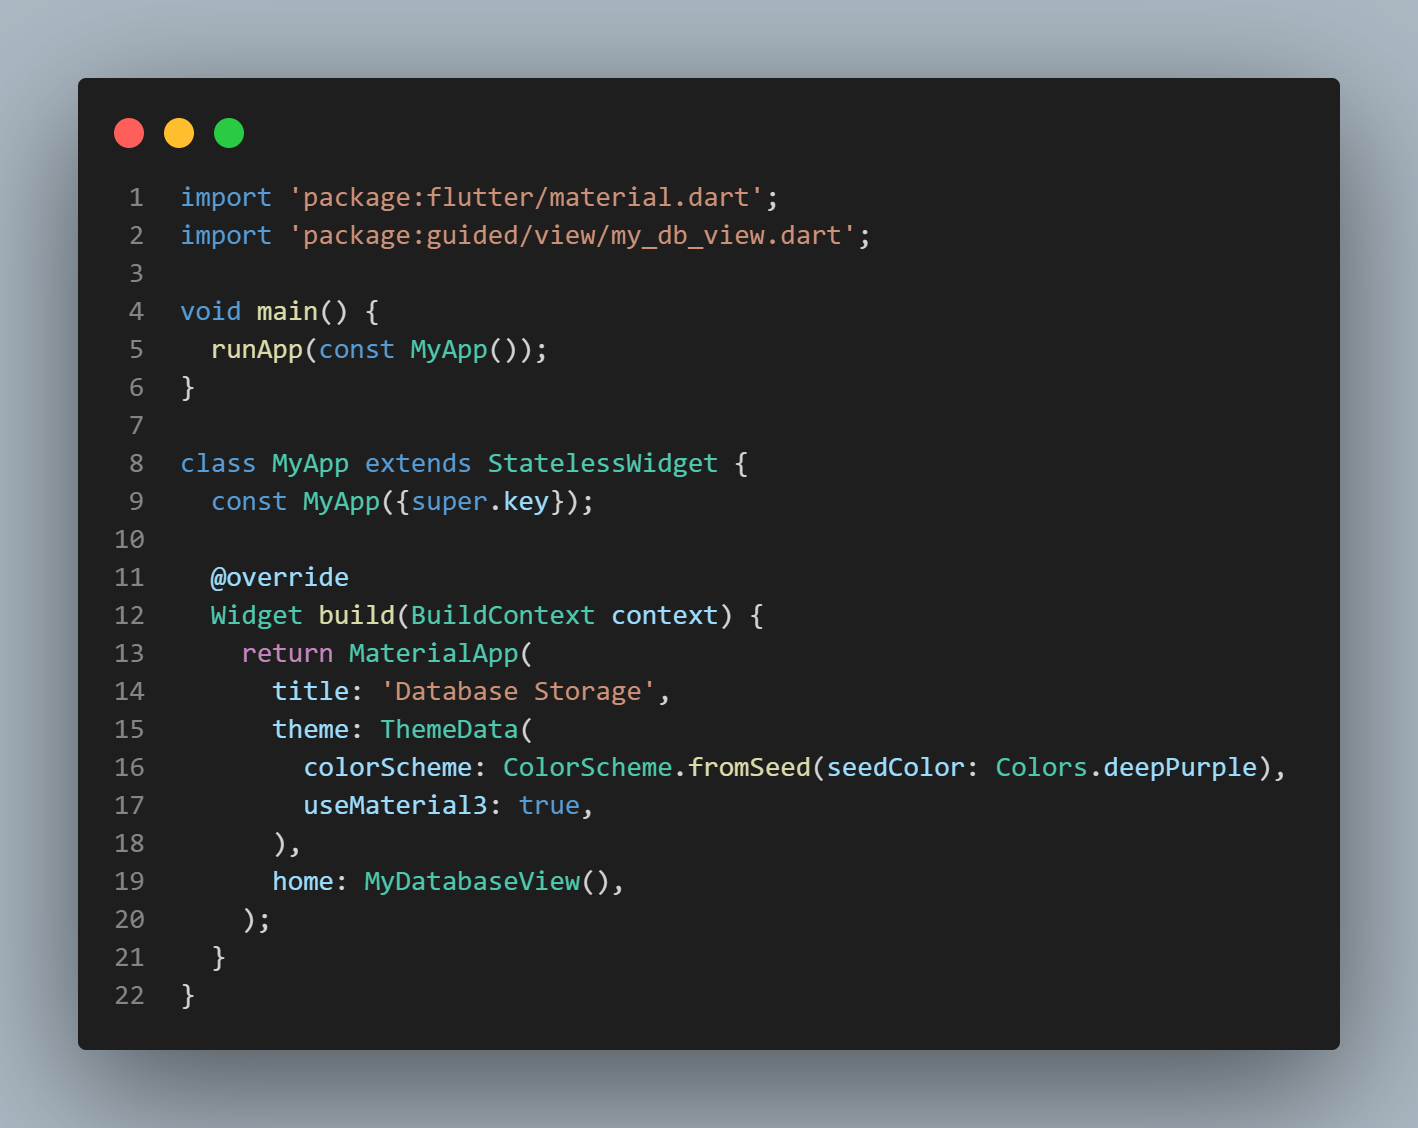 1 import 'package:flutter/material.dart';
2 import 'package:guided/view/my_db_view.dart';
3
4 void main() {
5   runApp(const MyApp());
6 }
7
8 class MyApp extends StatelessWidget {
9   const MyApp({super.key});
10
11   @override
12   Widget build(BuildContext context) {
13     return MaterialApp(
14       title: 'Database Storage',
15       theme: ThemeData(
16         colorScheme: ColorScheme.fromSeed(seedColor: Colors.deepPurple),
17         useMaterial3: true,
18       ),
19       home: MyDatabaseView(),
20     );
21   }
22 }